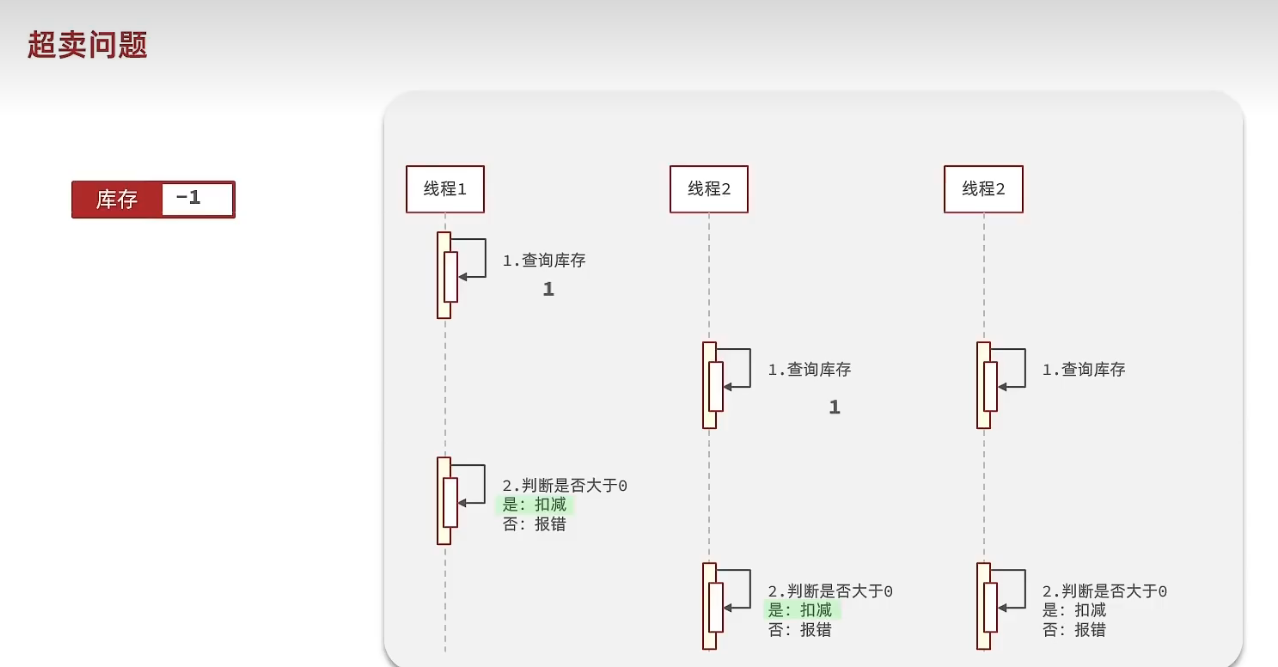 超卖问题
库存 -1
线程1
线程2
线程2
1.查询库存
1
1.查询库存
1
1.查询库存
2.判断是否大于0
是：扣减
否：报错
2.判断是否大于0
是：扣减
否：报错
2.判断是否大于0
是：扣减
否：报错